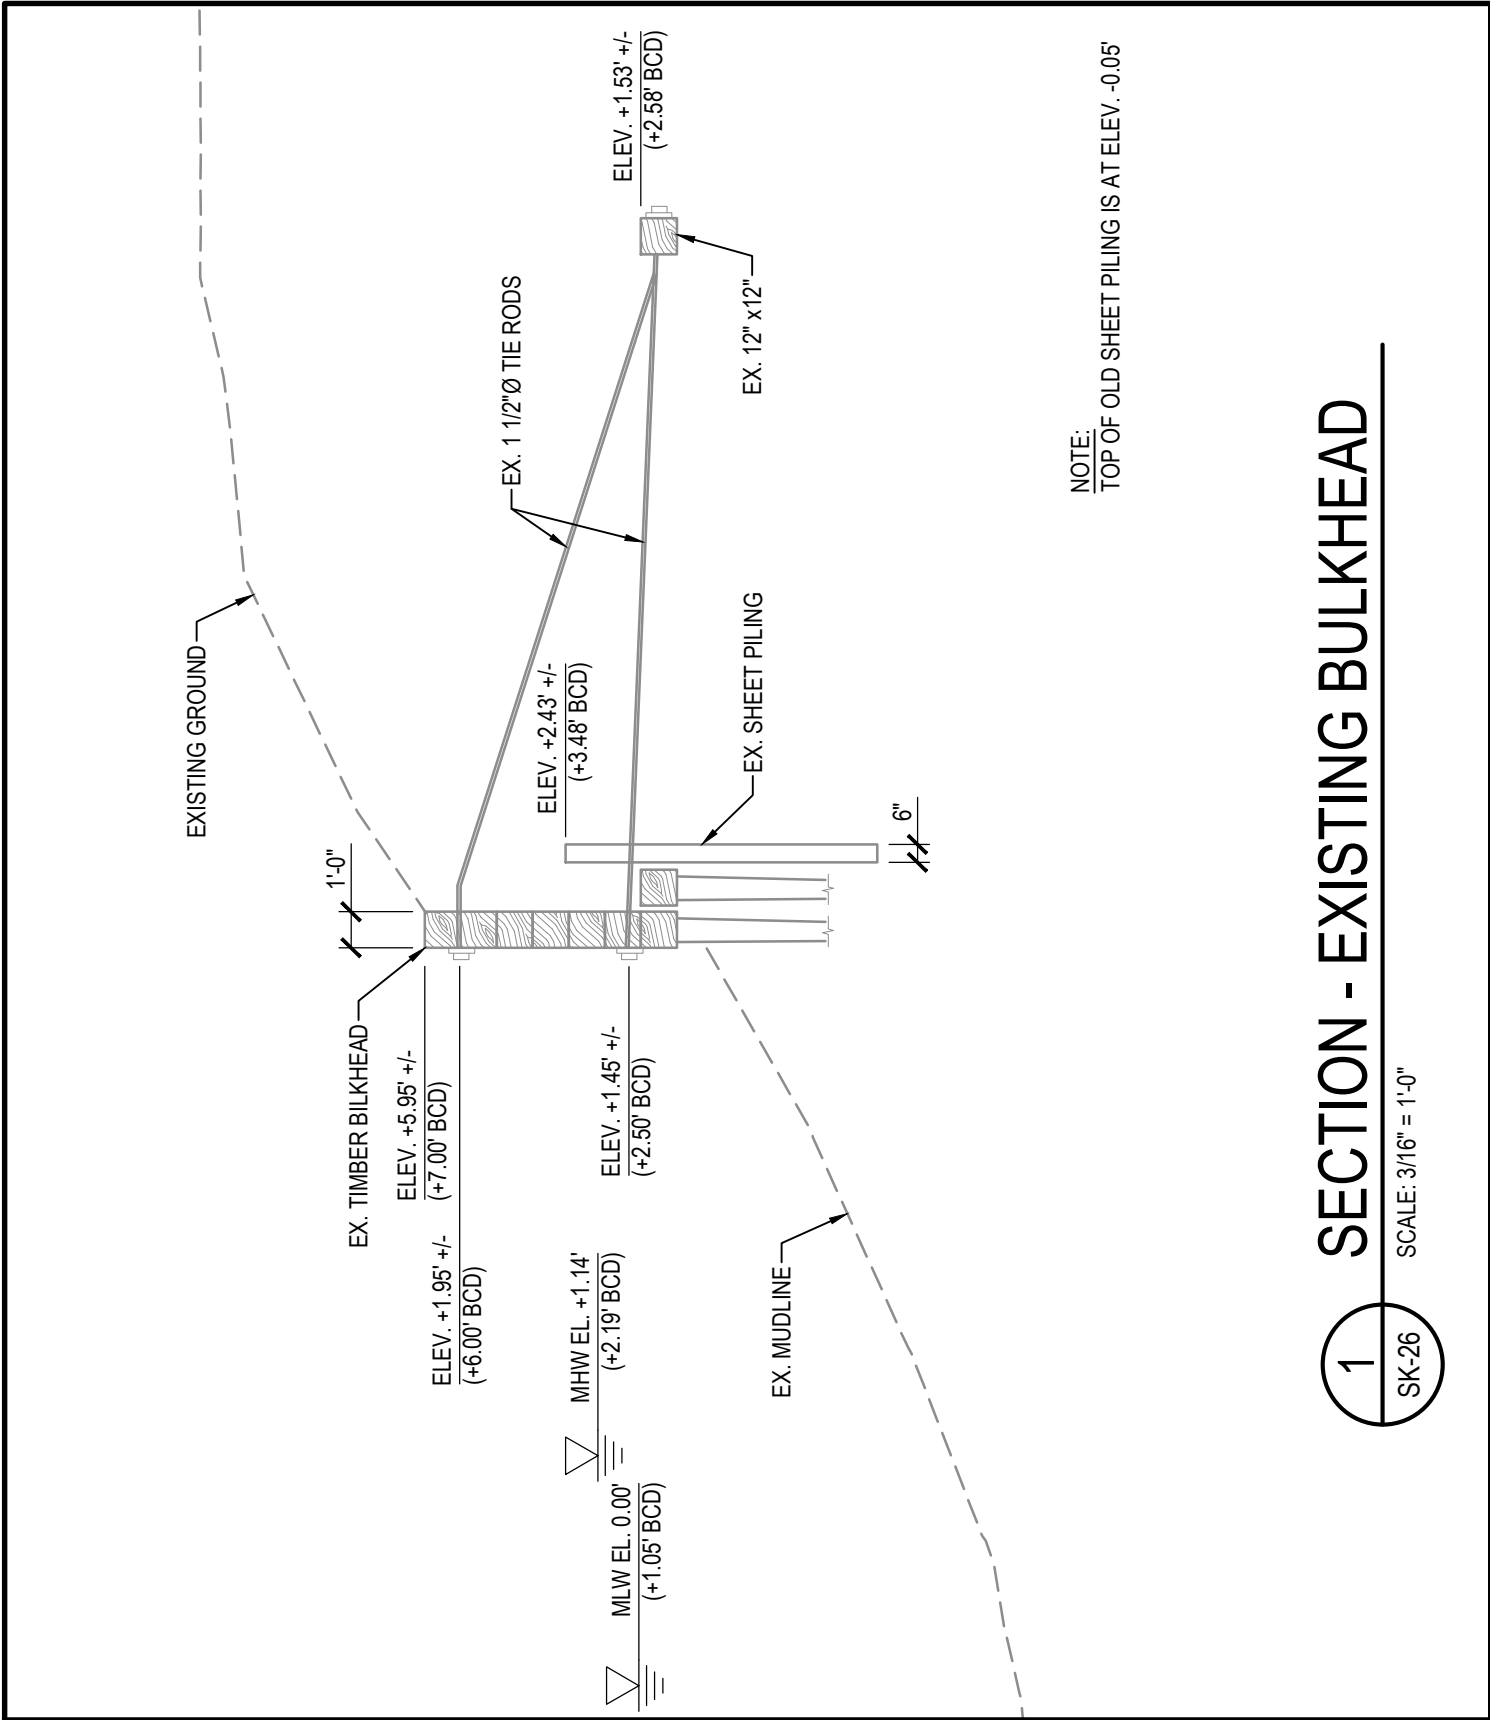 EXISTING GROUND
1'-0"
EX. TIMBER BILKHEAD
ELEV. +5.95' +/-
(+7.00' BCD)
ELEV. +1.95' +/-
(+6.00' BCD)
ELEV. +1.45' +/-
(+2.50' BCD)
MHW EL. +1.14'
(+2.19' BCD)
MLW EL. 0.00'
(+1.05' BCD)
EX. MUDLINE
ELEV. +2.43' +/-
(+3.48' BCD)
EX. SHEET PILING
6"
EX. 1 1/2"Ø TIE RODS
ELEV. +1.53' +/-
(+2.58' BCD)
EX. 12" x12"
NOTE:
TOP OF OLD SHEET PILING IS AT ELEV. -0.05'
1
SK-26
SECTION - EXISTING BULKHEAD
SCALE: 3/16" = 1'-0"